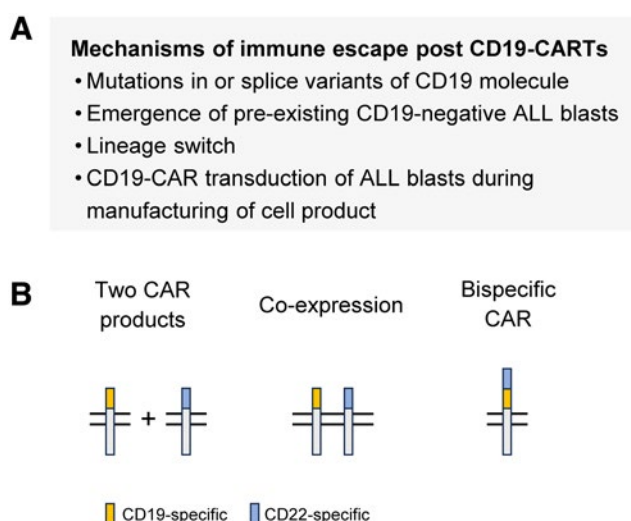 A
Mechanisms of immune escape post CD19-CARTs
• Mutations in or splice variants of CD19 molecule
• Emergence of pre-existing CD19-negative ALL blasts
• Lineage switch
• CD19-CAR transduction of ALL blasts during
manufacturing of cell product
B
Two CAR
products
Co-expression
Bispecific
CAR
+
CD19-specific
CD22-specific